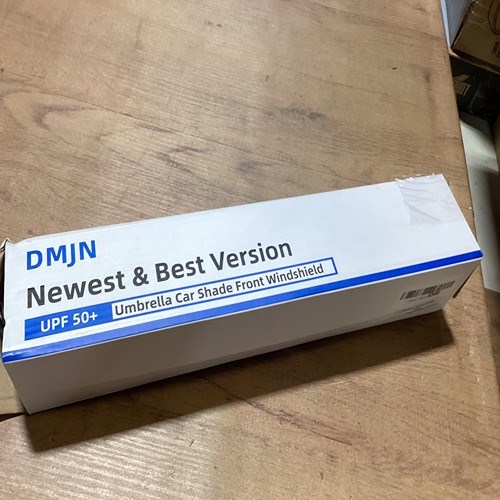 DMJN
Newest & Best Version
UPF 50+ Umbrella Car Shade Front Windshield